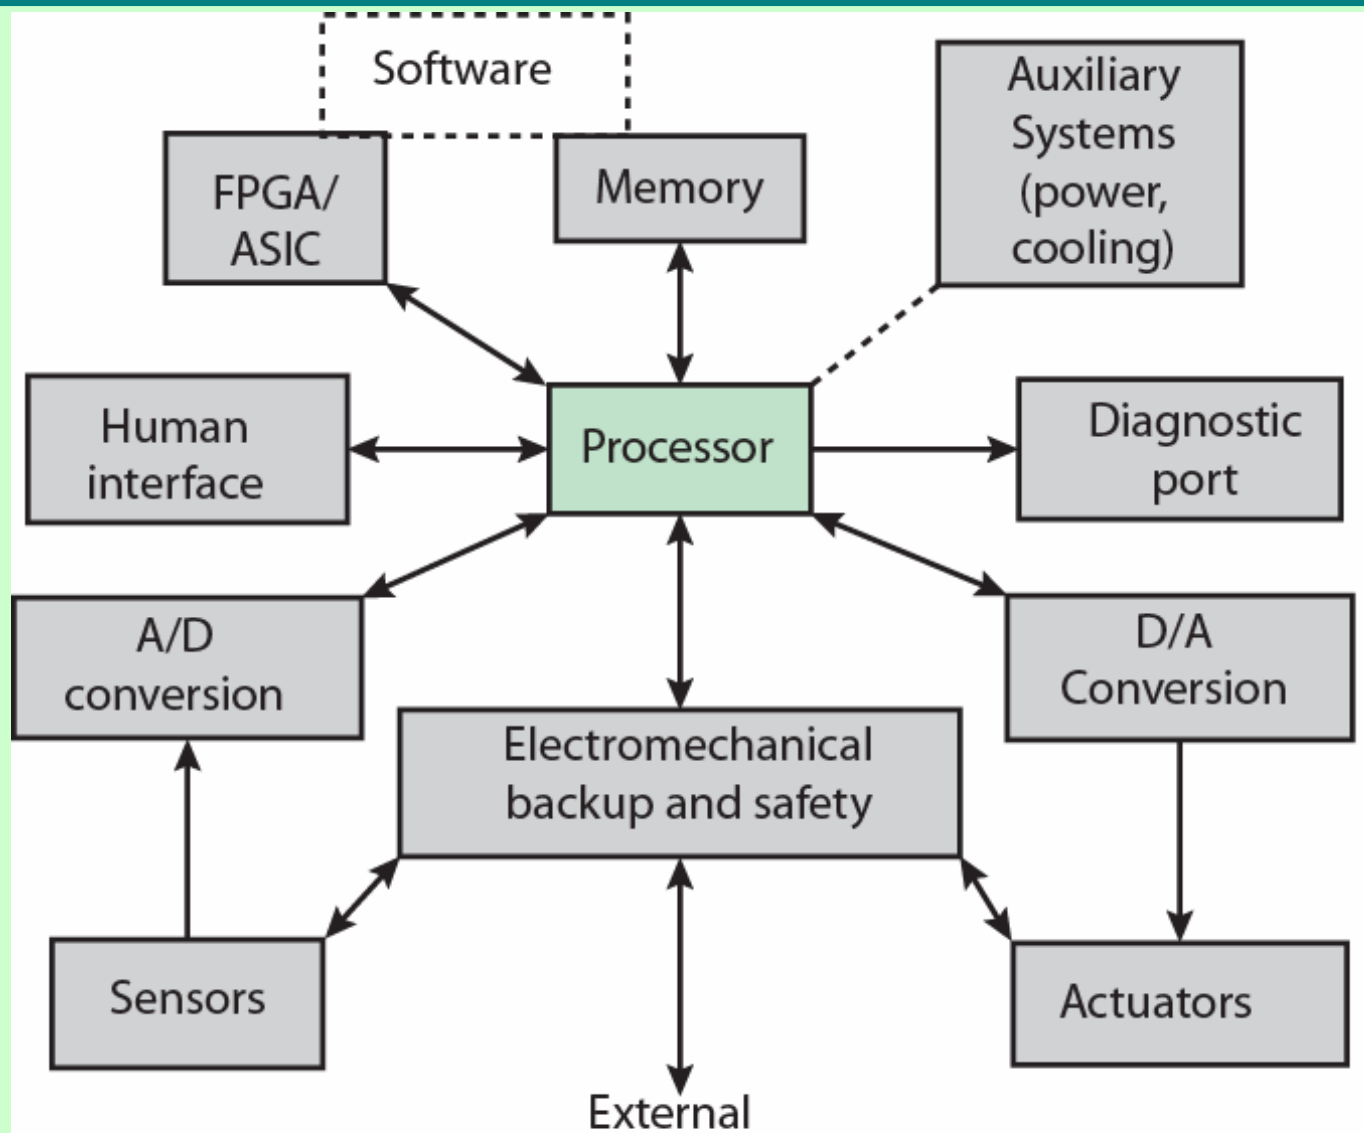 Software
Auxiliary
Systems
(power,
cooling)
FPGA/
ASIC
Memory
Human
interface
Processor
Diagnostic
port
A/D
conversion
D/A
Conversion
Electromechanical
backup and safety
Sensors
Actuators
External